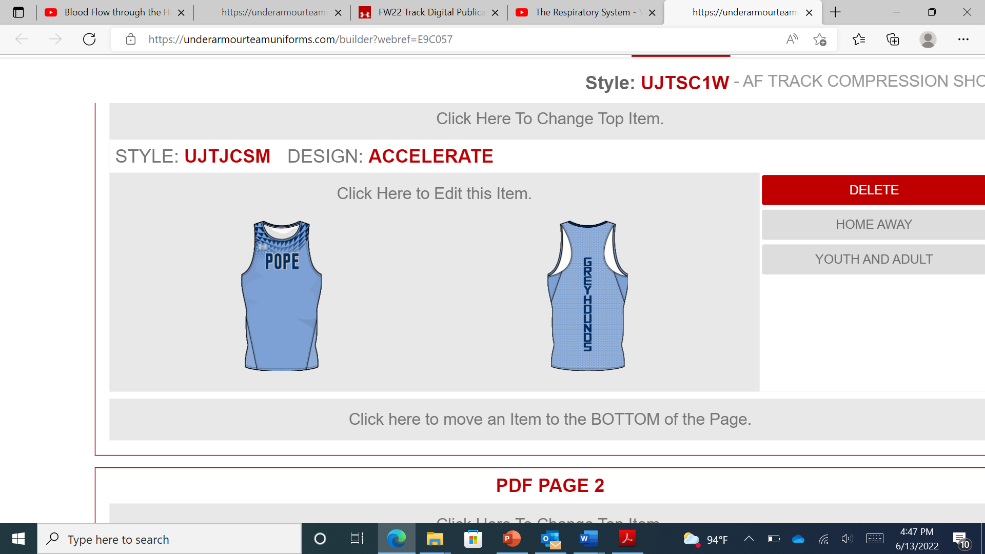 Blood How through the H
https://underarmourteam
FW22 Track Digital Publica
The Respiratory System -
https://underarmourteam
https://underarmourteamuniforms.com/builder?webref=E9C057
Style: UJTSC1W - AF TRACK COMPRESSION SHO
Click Here To Change Top Item.
STYLE: UJTJCSM DESIGN: ACCELERATE
Click Here to Edit this Item.
DELETE
HOME AWAY
YOUTH AND ADULT
POPE
GREYHOUNDS
Click here to move an Item to the BOTTOM of the Page.
PDF PAGE 2
Click Here To Change Top Item.
Type here to search
94°F
4:47 PM
6/13/2022
10